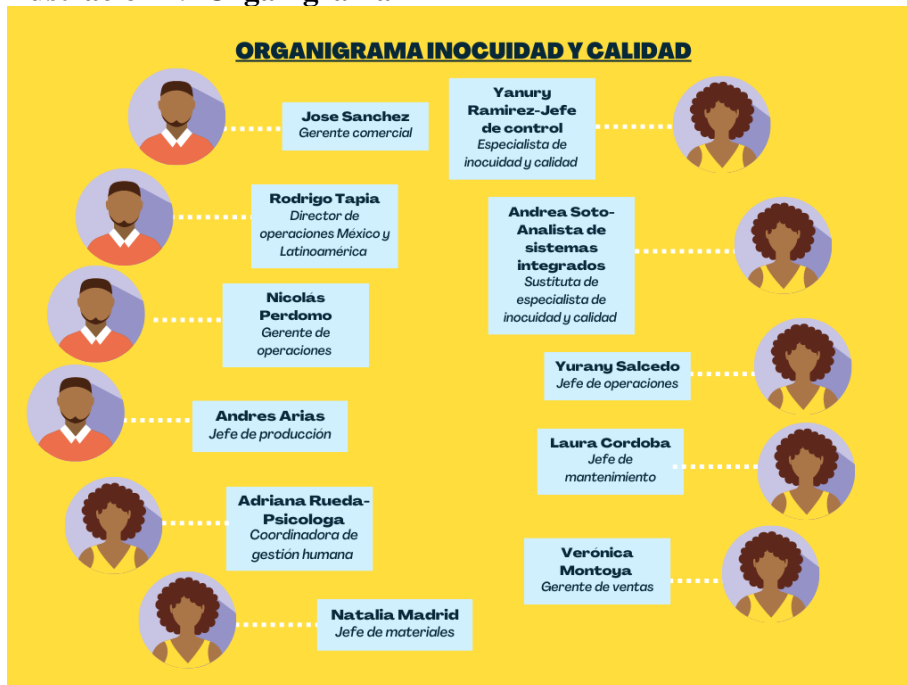 ORGANIGRAMA INOCUIDAD Y CALIDAD
Jose Sanchez
Gerente comercial
Rodrigo Tapia
Director de
operaciones México y
Latinoamérica
Nicolás
Perdomo
Gerente de
operaciones
Andres Arias
Jefe de producción
Adriana Rueda-
Psicologa
Coordinadora de
gestión humana
Natalia Madrid
Jefe de materiales
Yanury
Ramirez-Jefe
de control
Especialista de
inocuidad y calidad
Andrea Soto-
Analista de
sistemas
integrados
Sustituta de
especialista de
inocuidad y calidad
Yurany Salcedo
Jefe de operaciones
Laura Cordoba
Jefe de
mantenimiento
Verónica
Montoya
Gerente de ventas